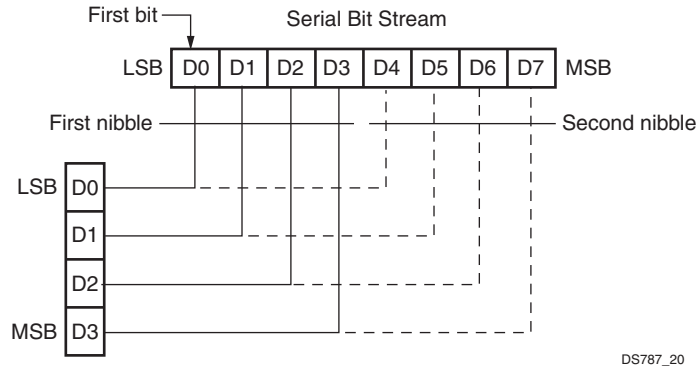 First bit
Serial Bit Stream
LSB D0 D1 D2 D3 D4 D5 D6 D7 MSB
First nibble
Second nibble
LSB D0
D1
D2
MSB D3
DS787_20